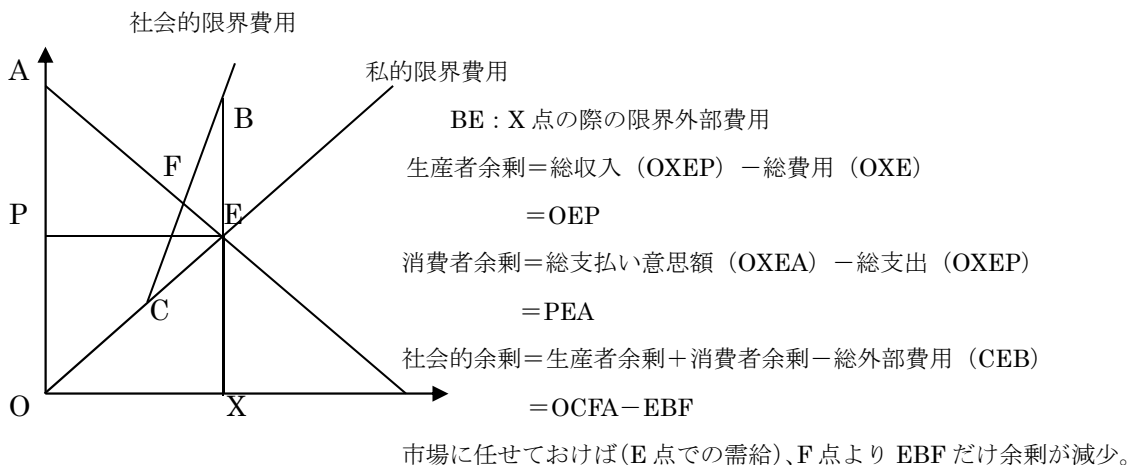 社会的限界費用
A
私的限界費用
B
BE：X 点の際の限界外部費用
F
生産者余剰＝総収入（OXEP）－総費用（OXE）
P
E
＝OEP
消費者余剰＝総支払い意思額（OXEA）－総支出（OXEP）
C
＝PEA
社会的余剰＝生産者余剰＋消費者余剰－総外部費用（CEB）
O
X
＝OCFA－EBF
市場に任せておけば（E 点での需給）、F 点より EBF だけ余剰が減少。